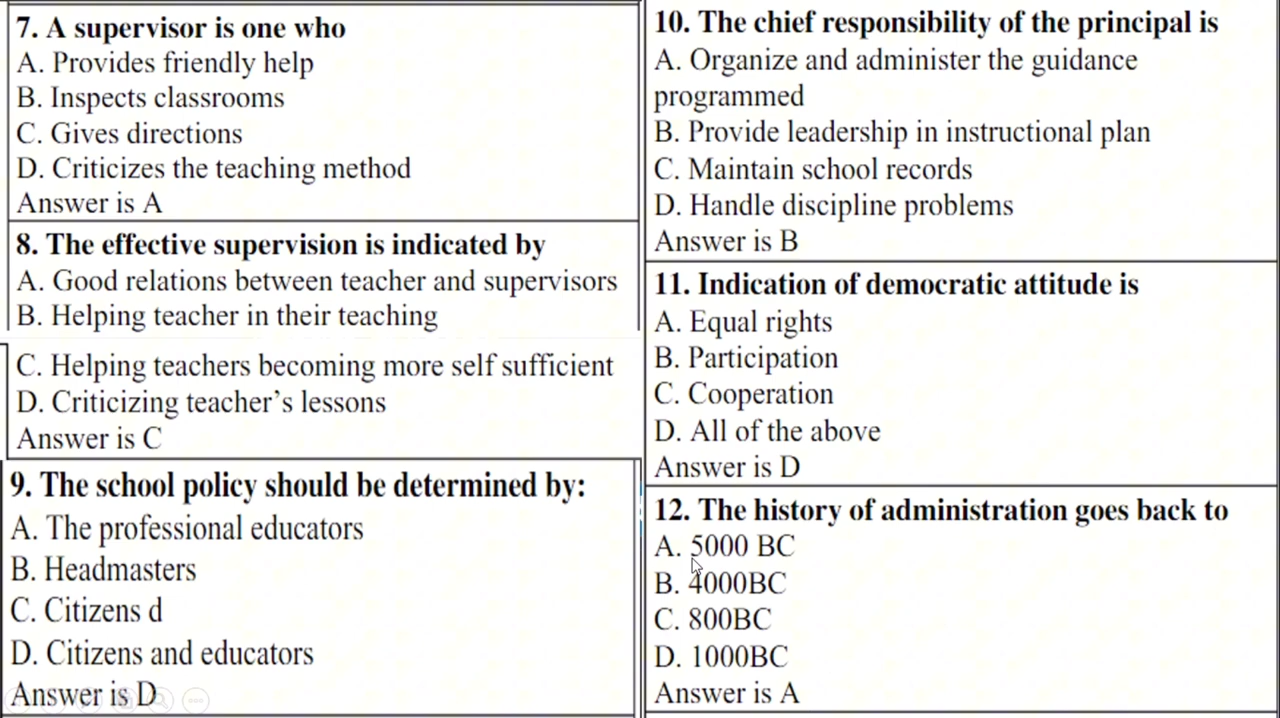 7. A supervisor is one who
A. Provides friendly help
B. Inspects classrooms
C. Gives directions
D. Criticizes the teaching method
Answer is A
8. The effective supervision is indicated by
A. Good relations between teacher and supervisors
B. Helping teacher in their teaching
C. Helping teachers becoming more self sufficient
D. Criticizing teacher's lessons
Answer is C
9. The school policy should be determined by:
A. The professional educators
B. Headmasters
C. Citizens d
D. Citizens and educators
Answer is D
10. The chief responsibility of the principal is
A. Organize and administer the guidance
programmed
B. Provide leadership in instructional plan
C. Maintain school records
D. Handle discipline problems
Answer is B
11. Indication of democratic attitude is
A. Equal rights
B. Participation
C. Cooperation
D. All of the above
Answer is D
12. The history of administration goes back to
A. 5000 BC
B. 4000BC
C. 800BC
D. 1000BC
Answer is A